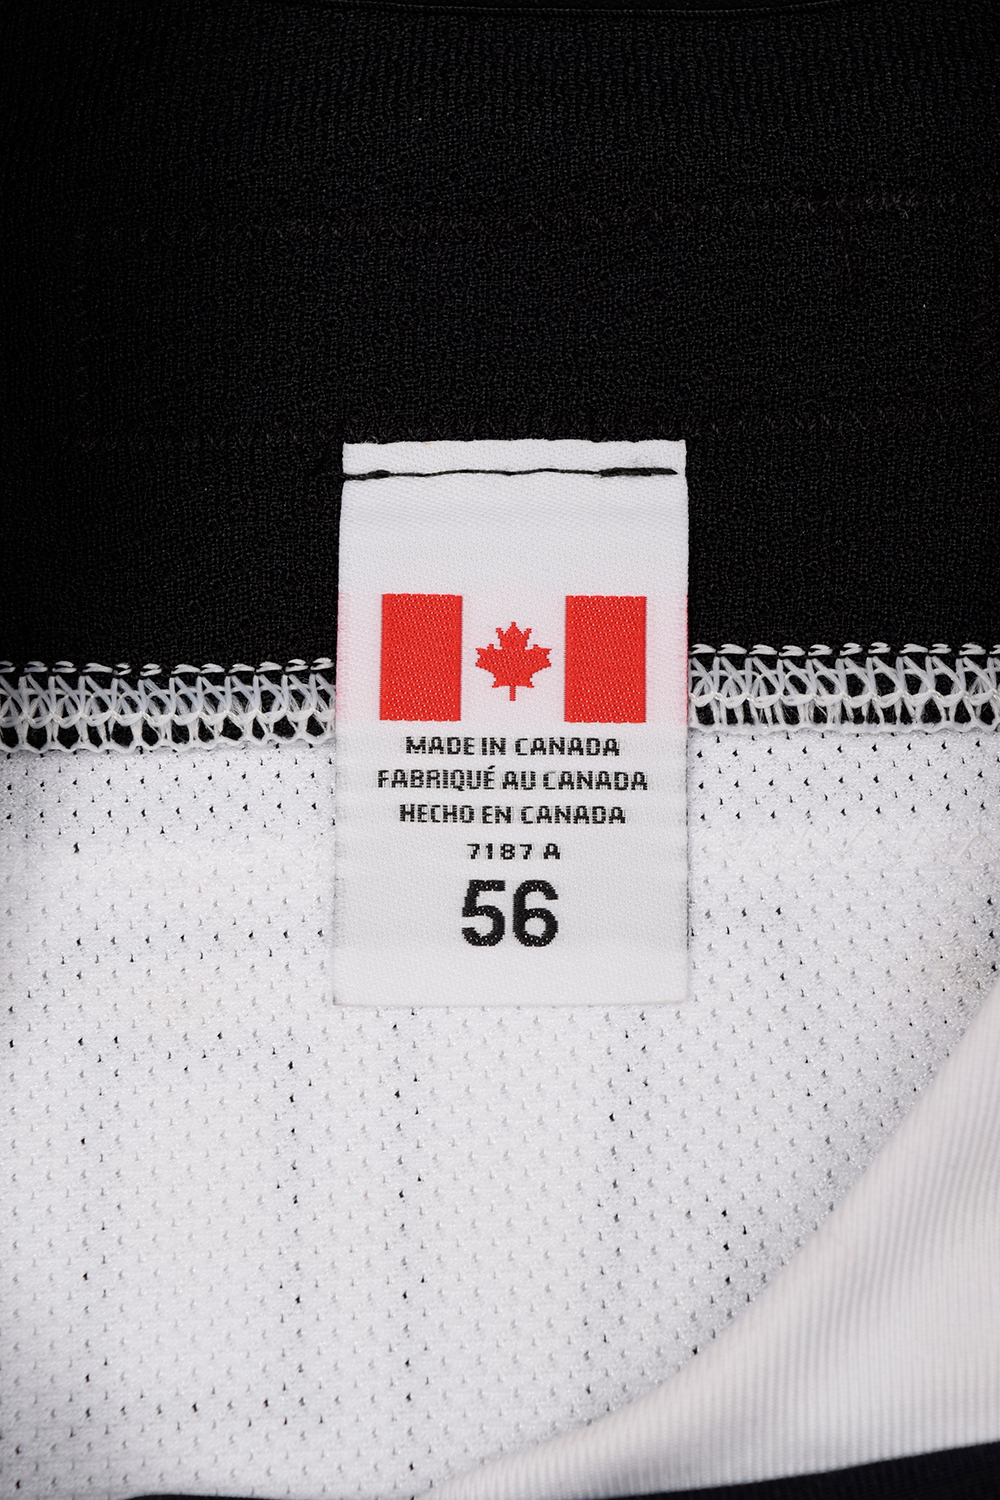 MADE IN CANADA
FABRIQUÉ AU CANADA
HECHO EN CANADA
7187 A
56